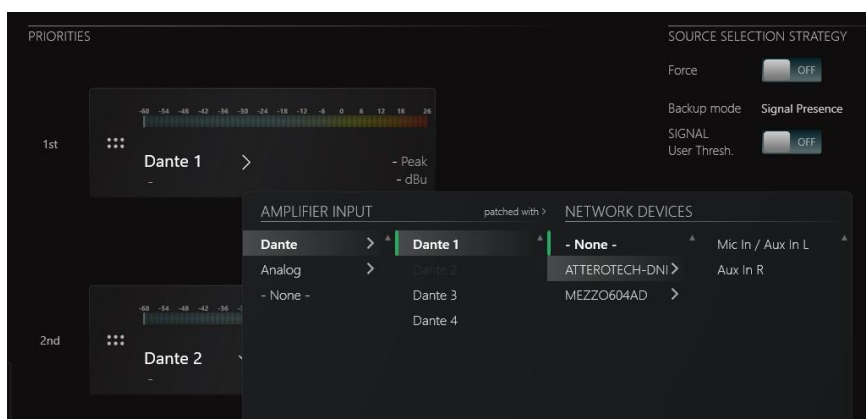 PRIORITIES
SOURCE SELECTION STRATEGY
Force
OFF
Backup mode Signal Presence
SIGNAL
User Thresh.
OFF
1st
-60 -54 -48 -42 -36 -30 -24 -18 -12 -6 0 6 12 18 26
Dante 1 >
- Peak
-
- dBu
AMPLIFIER INPUT patched with > NETWORK DEVICES
Dante > Dante 1 - None - Mic In / Aux In L
Analog > Dante 2 ATTEROTECH-DNI > Aux In R
- None - Dante 3 MEZZO604AD >
Dante 4
2nd
-60 -54 -48 -42 -36
Dante 2
-